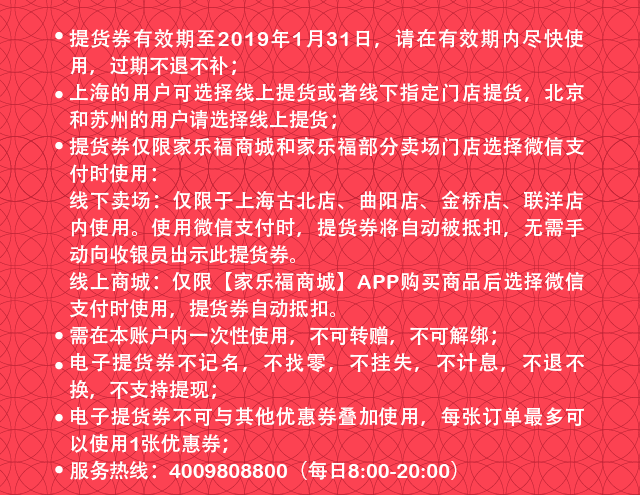 • 提货券有效期至2019年1月31日，请在有效期内尽快使
用，过期不退不补；
• 上海的用户可选择线上提货或者线下指定门店提货，北京
和苏州的用户请选择线上提货；
• 提货券仅限家乐福商城和家乐福部分卖场门店选择微信支
付时使用：
线下卖场：仅限于上海古北店、曲阳店、金桥店、联洋店
内使用。使用微信支付时，提货券将自动被抵扣，无需手
动向收银员出示此提货券。
线上商城：仅限【家乐福商城】APP购买商品后选择微信
支付时使用，提货券自动抵扣。
• 需在本账户内一次性使用，不可转赠，不可解绑；
• 电子提货券不记名，不找零，不挂失，不计息，不退不
换，不支持提现；
• 电子提货券不可与其他优惠券叠加使用，每张订单最多可
以使用1张优惠券；
• 服务热线：4009808800（每日8:00-20:00）